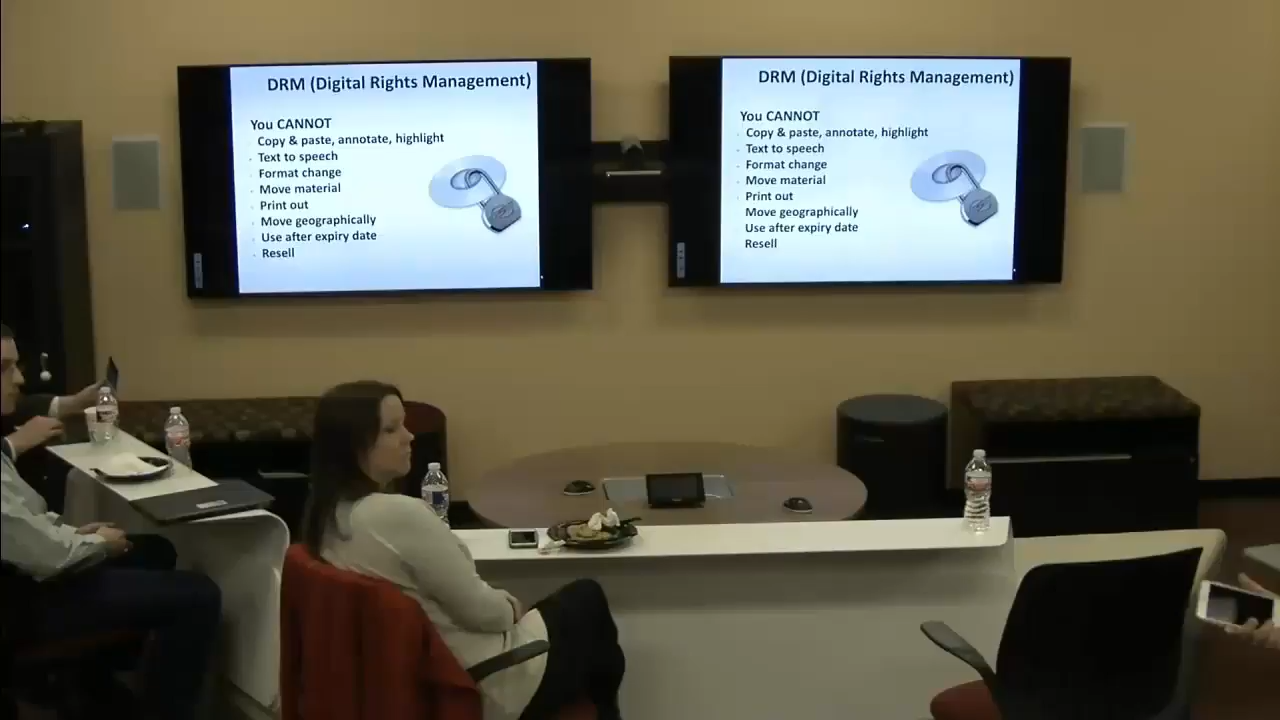 DRM (Digital Rights Management)
You CANNOT
Copy & paste, annotate, highlight
Text to speech
Format change
Move material
Print out
Move geographically
Use after expiry date
Resell
DRM (Digital Rights Management)
You CANNOT
Copy & paste, annotate, highlight
Text to speech
Format change
Move material
Print out
Move geographically
Use after expiry date
Resell